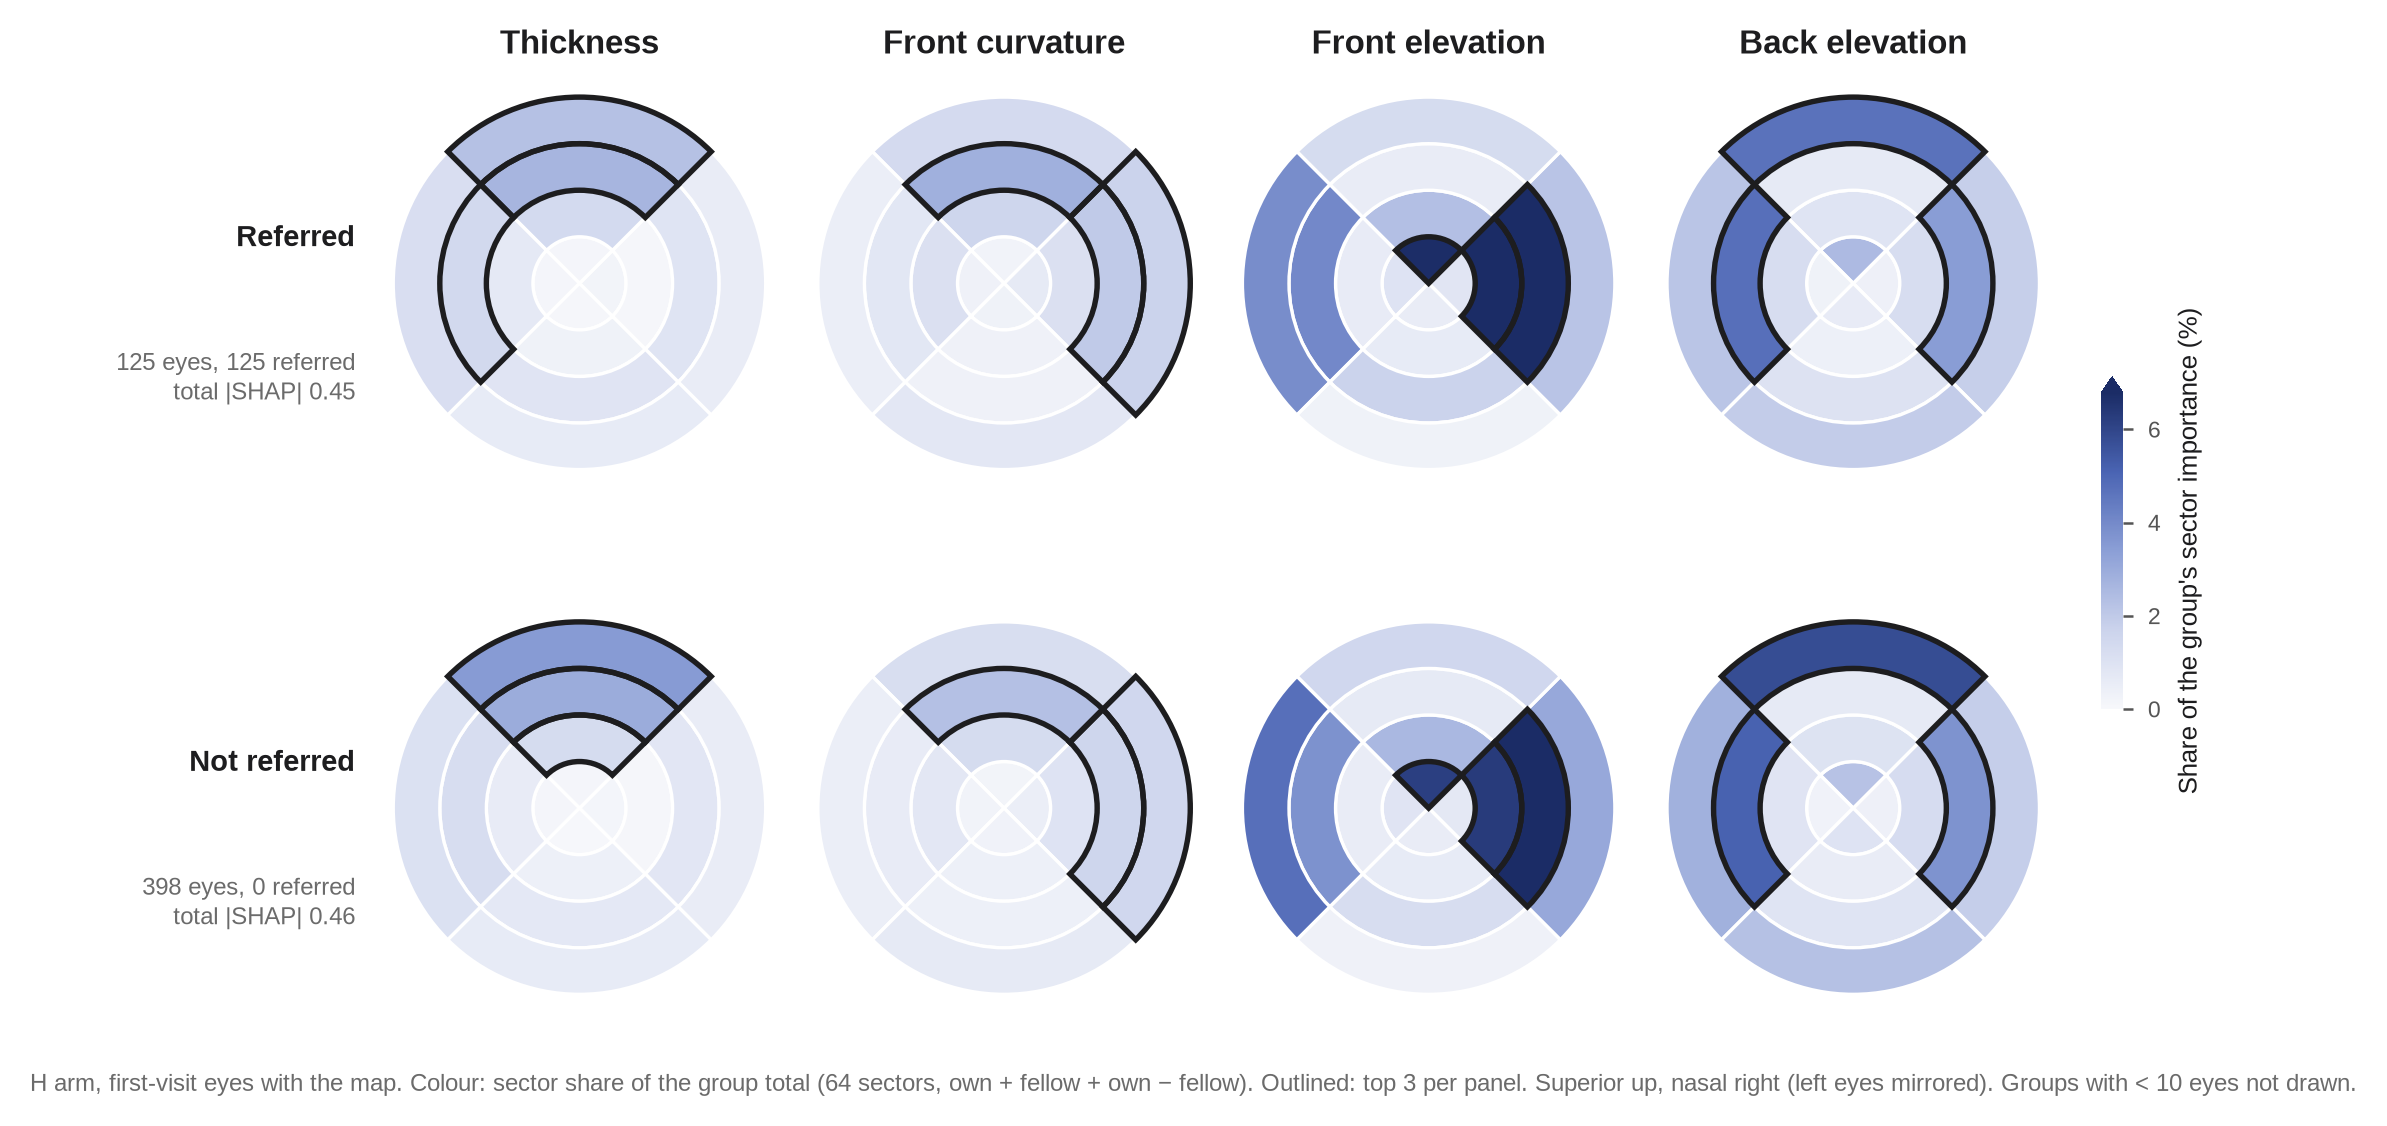 Thickness
Front curvature
Front elevation
Back elevation
Referred
125 eyes, 125 referred
total |SHAP| 0.45
Not referred
398 eyes, 0 referred
total |SHAP| 0.46
6
4
2
0
Share of the group's sector importance (%)
H arm, first-visit eyes with the map. Colour: sector share of the group total (64 sectors, own + fellow + own − fellow). Outlined: top 3 per panel. Superior up, nasal right (left eyes mirrored). Groups with < 10 eyes not drawn.